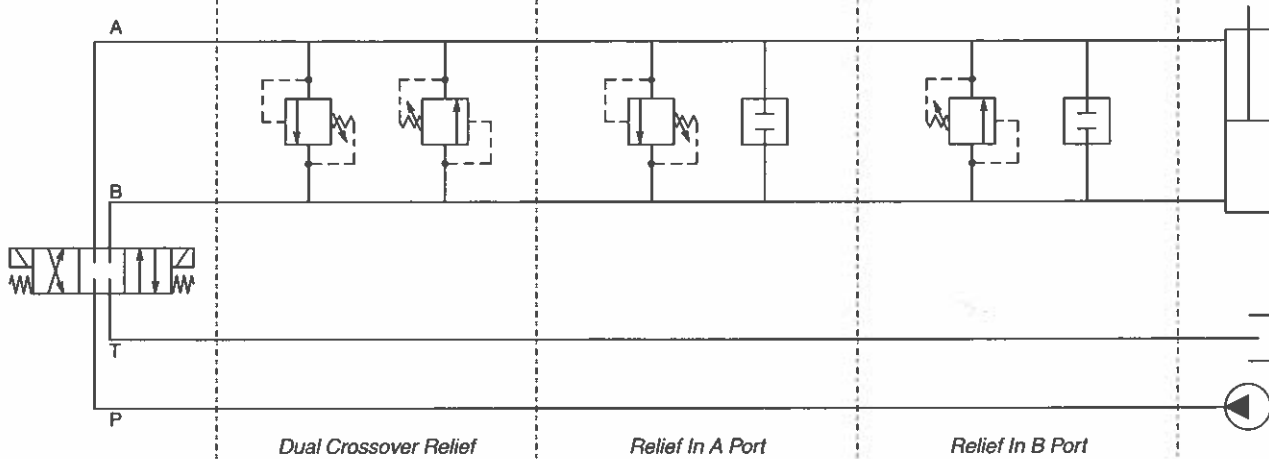 A
B
T
P
Dual Crossover Relief
Relief In A Port
Relief In B Port